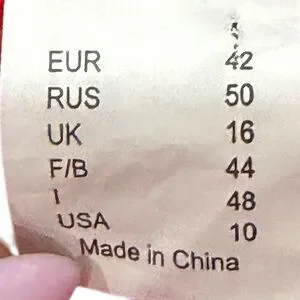 EUR 42
RUS 50
UK 16
F/B 44
I 48
USA 10
Made in China